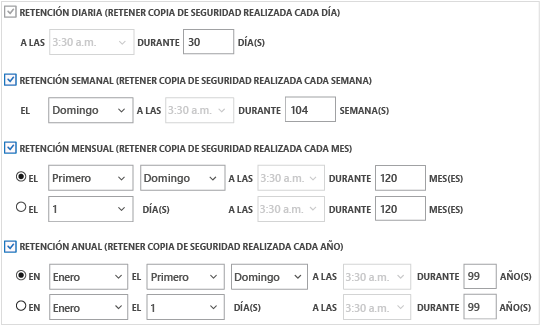 RETENCIÓN DIARIA (RETENER COPIA DE SEGURIDAD REALIZADA CADA DÍA)
A LAS 3:30 a.m. DURANTE 30 DÍA(S)
RETENCIÓN SEMANAL (RETENER COPIA DE SEGURIDAD REALIZADA CADA SEMANA)
EL Domingo A LAS 3:30 a.m. DURANTE 104 SEMANA(S)
RETENCIÓN MENSUAL (RETENER COPIA DE SEGURIDAD REALIZADA CADA MES)
EL Primero Domingo A LAS 3:30 a.m. DURANTE 120 MES(ES)
EL 1 DÍA(S) A LAS 3:30 a.m. DURANTE 120 MES(ES)
RETENCIÓN ANUAL (RETENER COPIA DE SEGURIDAD REALIZADA CADA AÑO)
EN Enero EL Primero Domingo A LAS 3:30 a.m. DURANTE 99 AÑO(S)
EN Enero EL 1 DÍA(S) A LAS 3:30 a.m. DURANTE 99 AÑO(S)